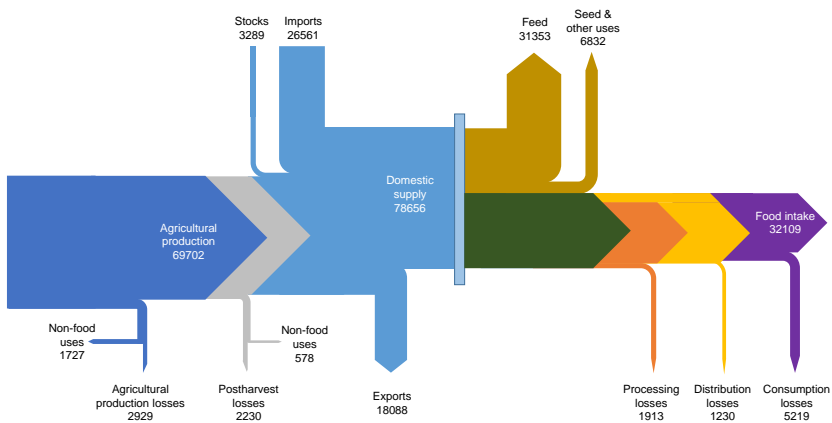 Stocks
3289
Imports
26561
Feed
31353
Seed &
other uses
6832
Agricultural
production
69702
Domestic
supply
78656
Food intake
32109
Non-food
uses
1727
Non-food
uses
578
Agricultural
production losses
2929
Postharvest
losses
2230
Exports
18088
Processing
losses
1913
Distribution
losses
1230
Consumption
losses
5219